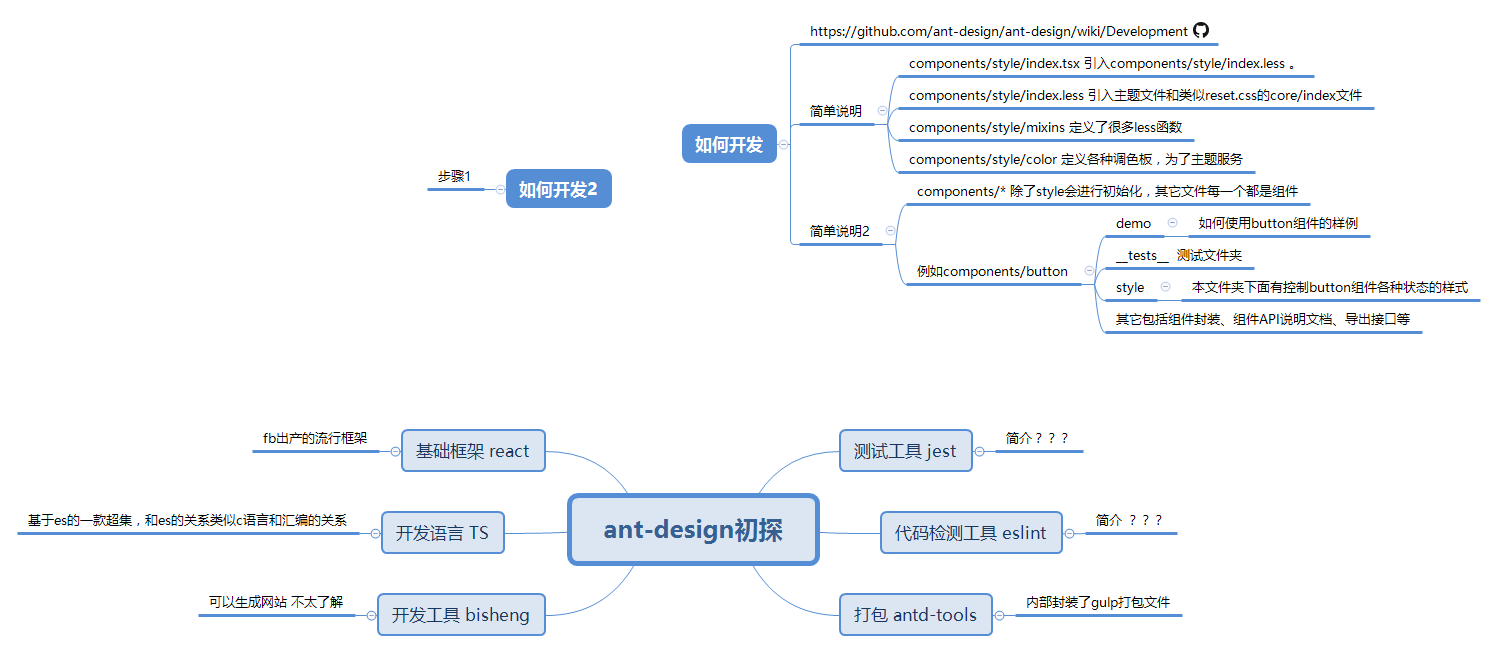 https://github.com/ant-design/ant-design/wiki/Development
components/style/index.tsx 引入components/style/index.less 。
简单说明
components/style/index.less 引入主题文件和类似reset.css的core/index文件
components/style/mixins 定义了很多less函数
components/style/color 定义各种调色板，为了主题服务
如何开发
步骤1
如何开发2
components/* 除了style会进行初始化，其它文件每一个都是组件
简单说明2
例如components/button
demo
如何使用button组件的样例
__tests__ 测试文件夹
style
本文件夹下面有控制button组件各种状态的样式
其它包括组件封装、组件API说明文档、导出接口等
fb出产的流行框架
基础框架 react
测试工具 jest
简介？？？
基于es的一款超集，和es的关系类似c语言和汇编的关系
开发语言 TS
ant-design初探
代码检测工具 eslint
简介 ？？？
可以生成网站 不太了解
开发工具 bisheng
打包 antd-tools
内部封装了gulp打包文件